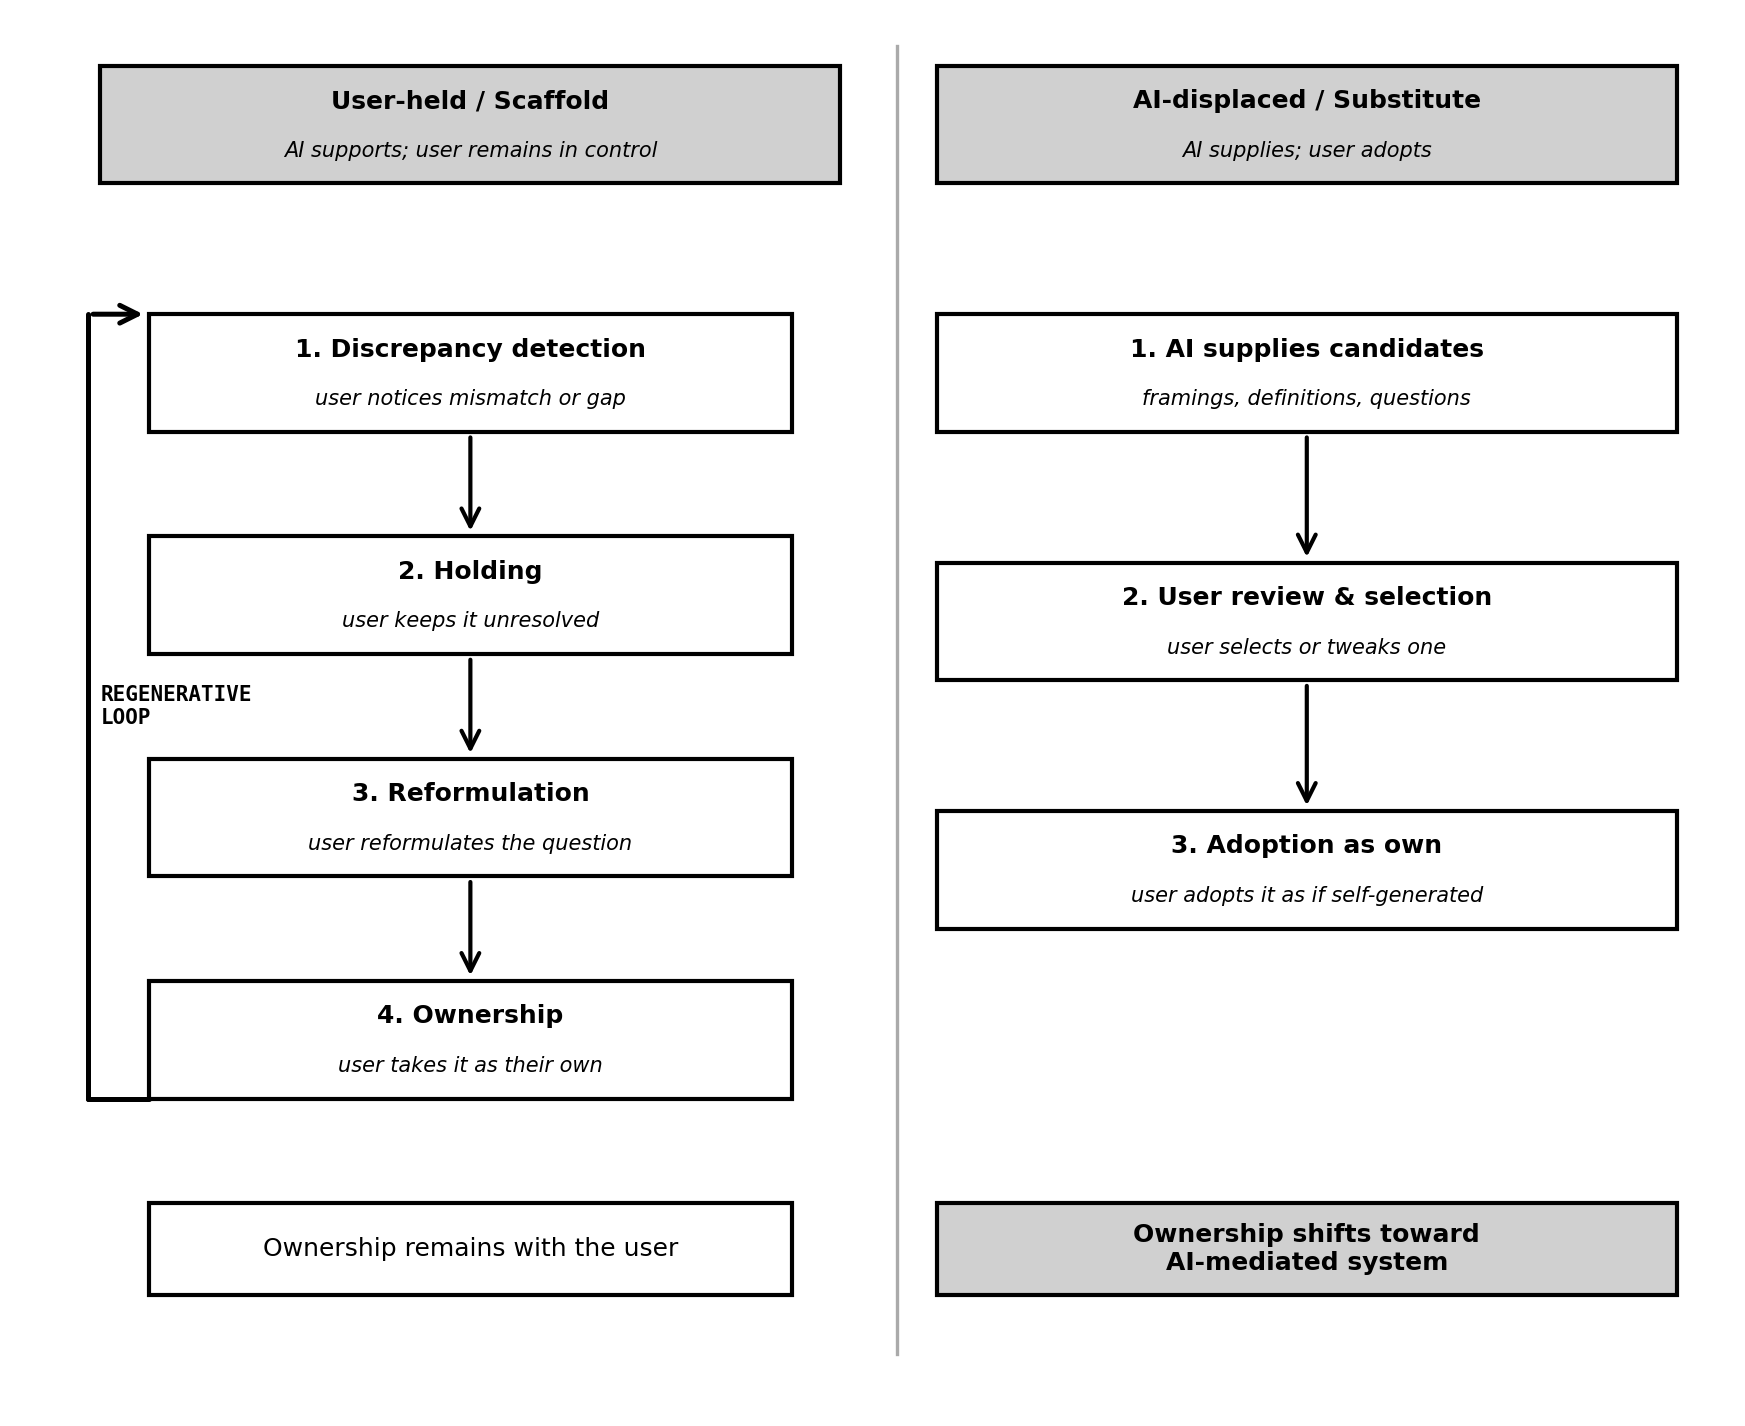 User-held / Scaffold
AI supports; user remains in control
1. Discrepancy detection
user notices mismatch or gap
2. Holding
user keeps it unresolved
REGENERATIVE
LOOP
3. Reformulation
user reformulates the question
4. Ownership
user takes it as their own
Ownership remains with the user
AI-displaced / Substitute
AI supplies; user adopts
1. AI supplies candidates
framings, definitions, questions
2. User review & selection
user selects or tweaks one
3. Adoption as own
user adopts it as if self-generated
Ownership shifts toward
AI-mediated system